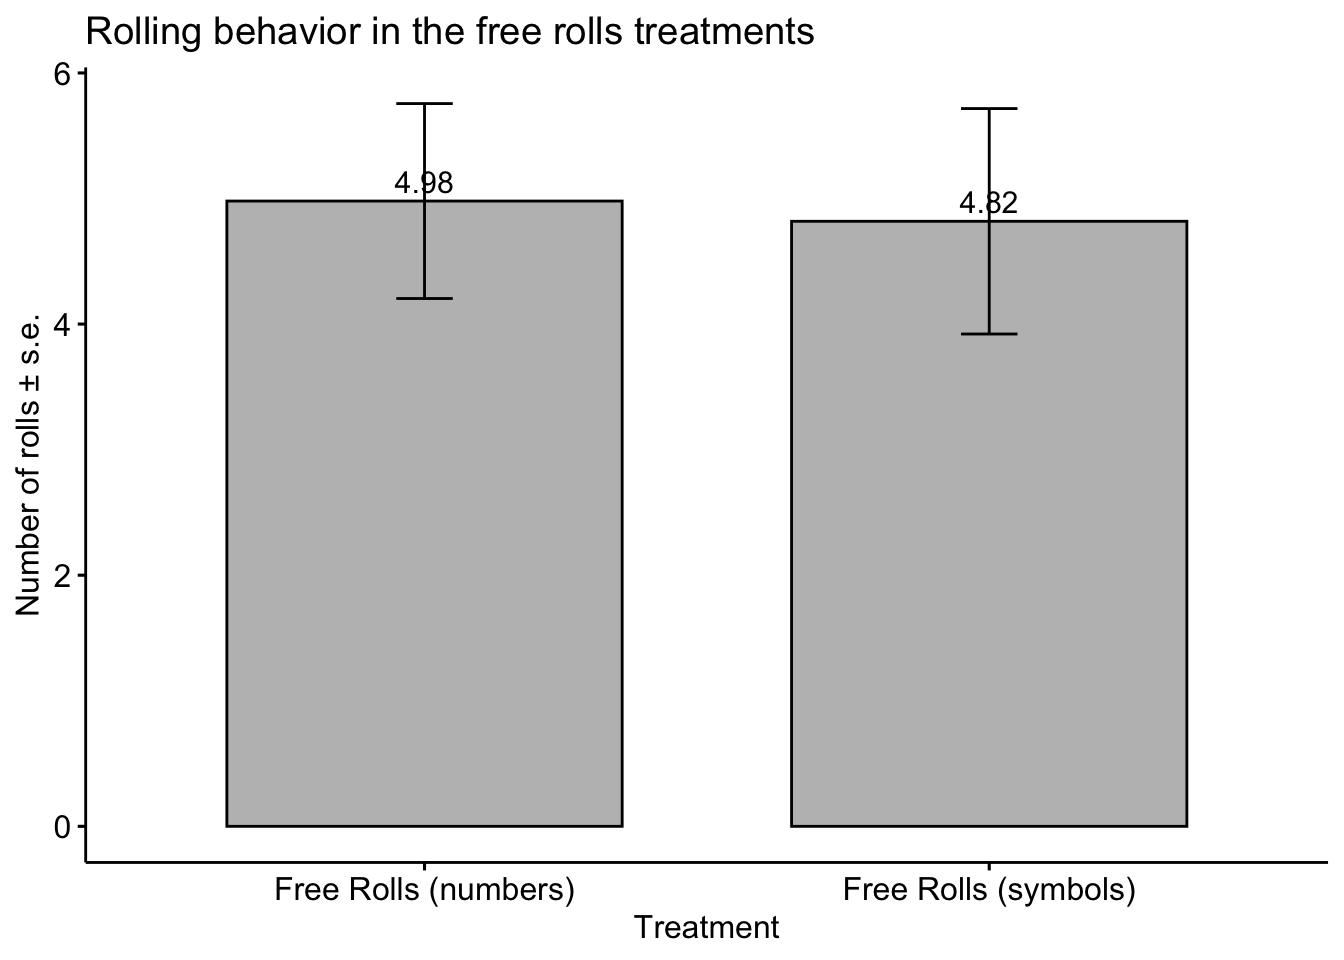 Rolling behavior in the free rolls treatments
Number of rolls ± s.e.
6
4
2
0
4.98
4.82
Free Rolls (numbers)
Free Rolls (symbols)
Treatment